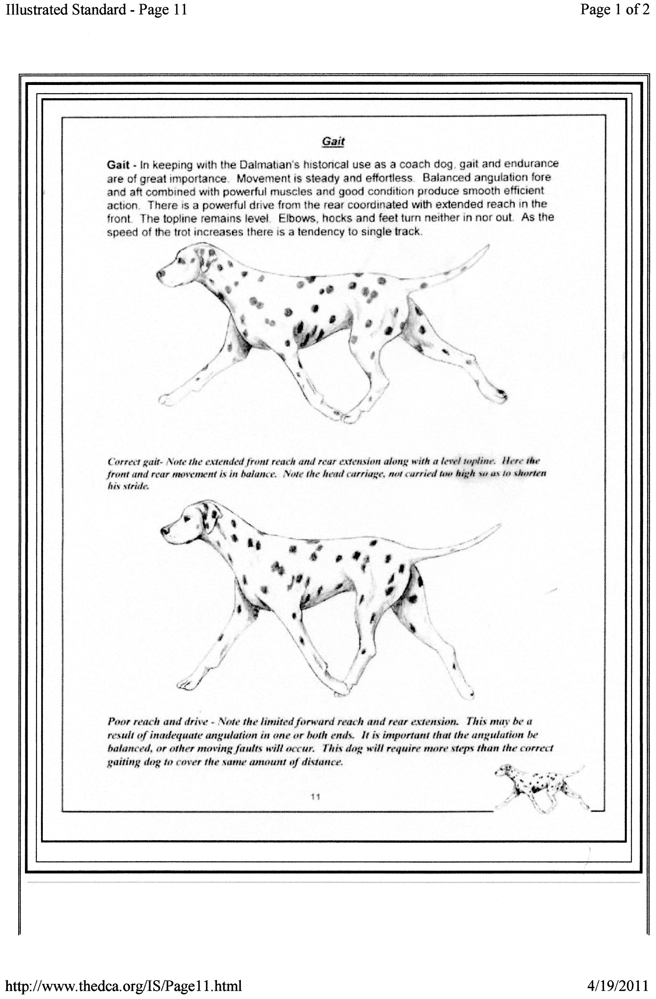 Illustrated Standard - Page 11
Page 1 of 2
Gait
Gait - In keeping with the Dalmatian's historical use as a coach dog, gait and endurance
are of great importance. Movement is steady and effortless. Balanced angulation fore
and aft combined with powerful muscles and good condition produce smooth efficient
action. There is a powerful drive from the rear coordinated with extended reach in the
front. The topline remains level. Elbows, hocks and feet turn neither in nor out. As the
speed of the trot increases there is a tendency to single track.
Correct gait- Note the extended front reach and rear extension along with a level topline. Here the
front and rear movement is in balance. Note the head carriage, not carried too high so as to shorten
his stride.
Poor reach and drive - Note the limited forward reach and rear extension. This may be a
result of inadequate angulation in one or both ends. It is important that the angulation be
balanced, or other moving faults will occur. This dog will require more steps than the correct
gaiting dog to cover the same amount of distance.
11
http://www.thedca.org/IS/Page11.html
4/19/2011